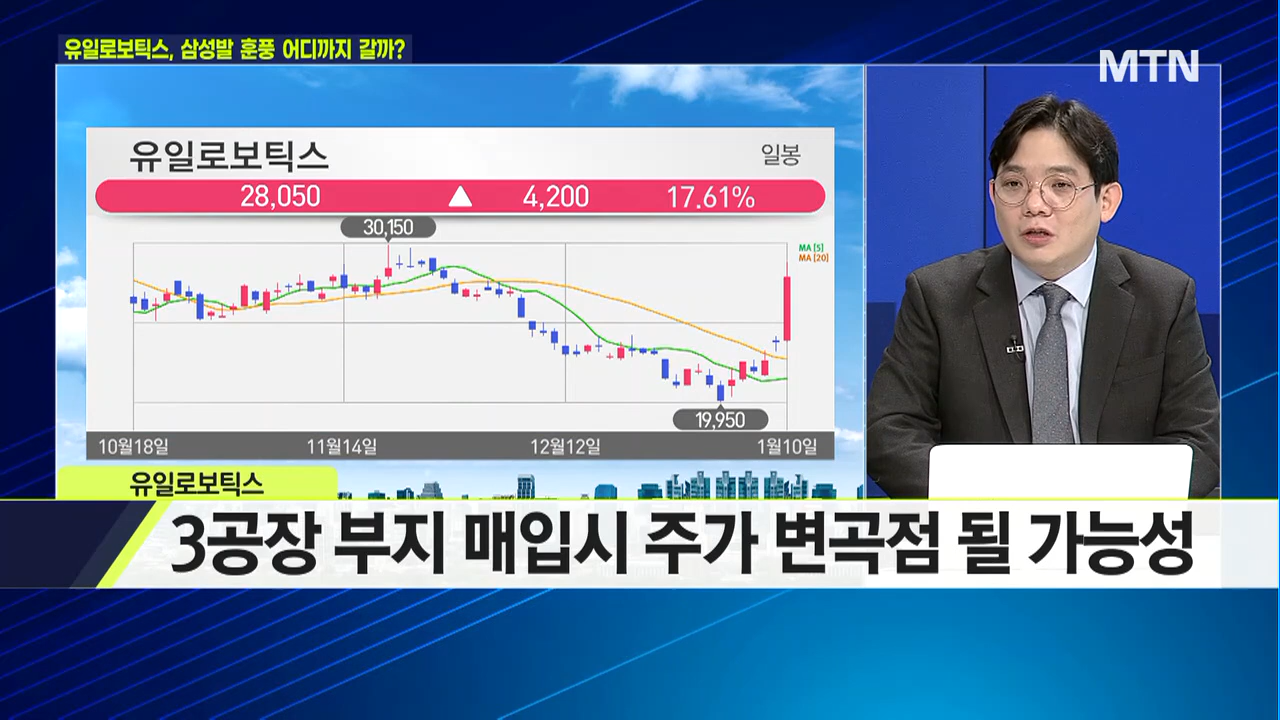 유일로보틱스, 삼성발 훈풍 어디까지 갈까?
MTN
유일로보틱스
일봉
28,050 ▲ 4,200 17.61%
30,150
MA [5]
MA [20]
19,950
10월18일 11월14일 12월12일 1월10일
유일로보틱스
3공장 부지 매입시 주가 변곡점 될 가능성